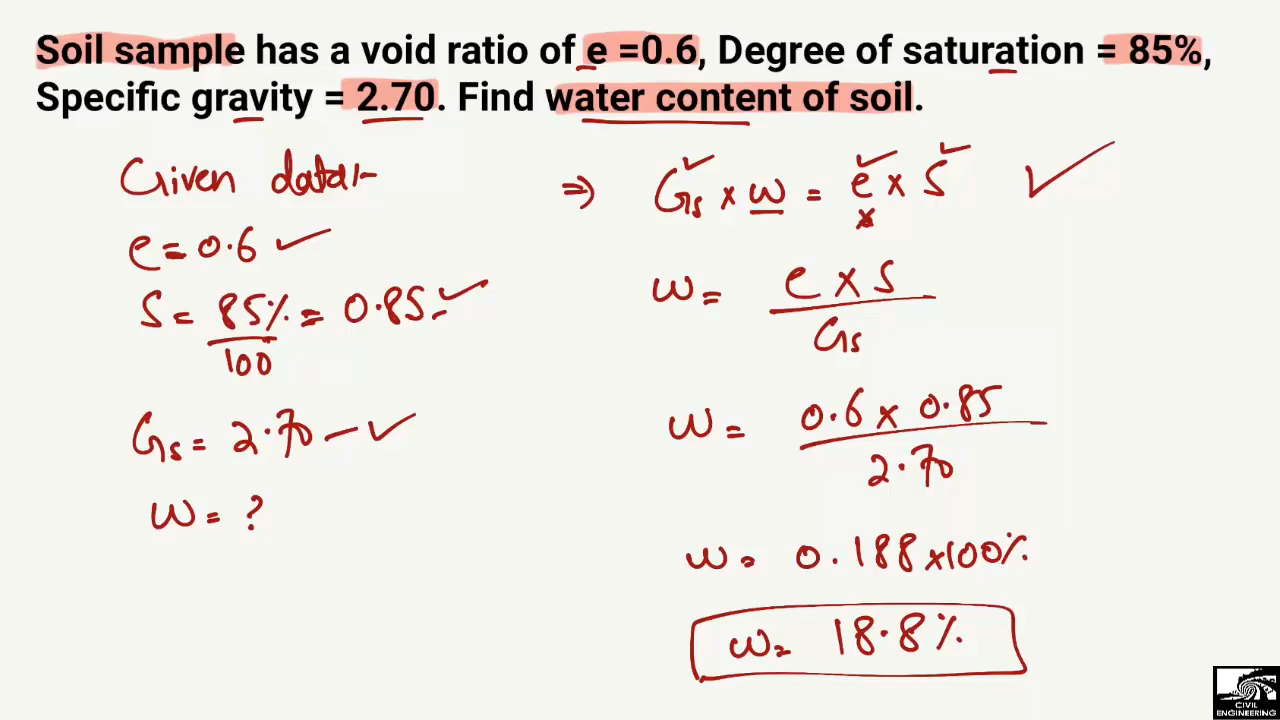 Soil sample has a void ratio of e =0.6, Degree of saturation = 85%,
Specific gravity = 2.70. Find water content of soil.
Given data:-
e = 0.6 ✓
S = 85% / 100 = 0.85 ✓
Gs = 2.70 — ✓
w = ?
⇒ Gs × w = e × S ✓
w = e × S / Gs
w = 0.6 × 0.85 / 2.70
w = 0.188 × 100%
w = 18.8%
CIVIL
ENGINEERING